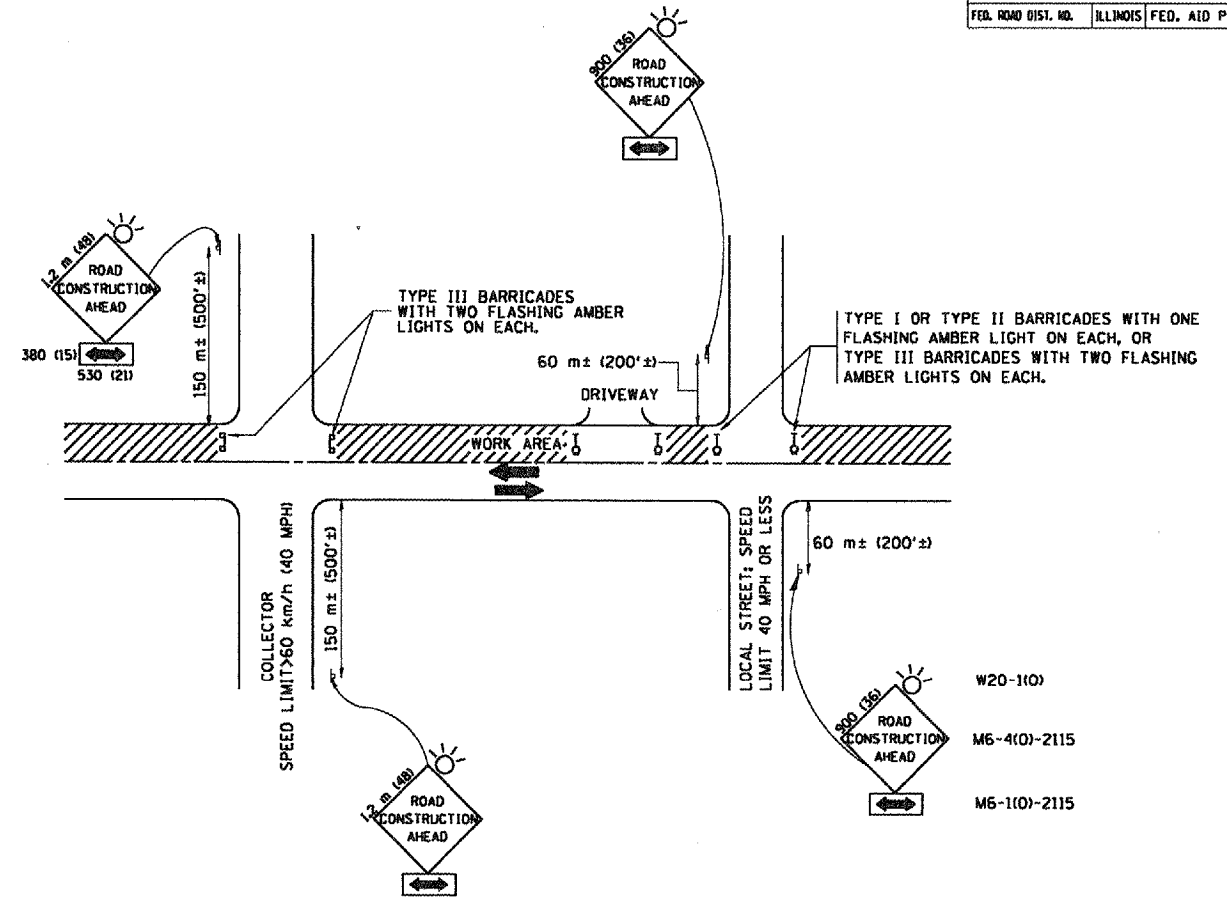 FED. ROAD DIST. NO. ILLINOIS FED. AID P
900 (36)
ROAD
CONSTRUCTION
AHEAD
1.2 m (48)
ROAD
CONSTRUCTION
AHEAD
380 (15)
530 (21)
150 m± (500'±)
TYPE III BARRICADES
WITH TWO FLASHING AMBER
LIGHTS ON EACH.
60 m± (200'±)
DRIVEWAY
TYPE I OR TYPE II BARRICADES WITH ONE
FLASHING AMBER LIGHT ON EACH, OR
TYPE III BARRICADES WITH TWO FLASHING
AMBER LIGHTS ON EACH.
WORK AREA
COLLECTOR
SPEED LIMIT>60 km/h (40 MPH)
150 m± (500'±)
LOCAL STREET: SPEED
LIMIT 40 MPH OR LESS
60 m± (200'±)
1.2 m (48)
ROAD
CONSTRUCTION
AHEAD
900 (36)
ROAD
CONSTRUCTION
AHEAD
W20-1(O)
M6-4(O)-2115
M6-1(O)-2115